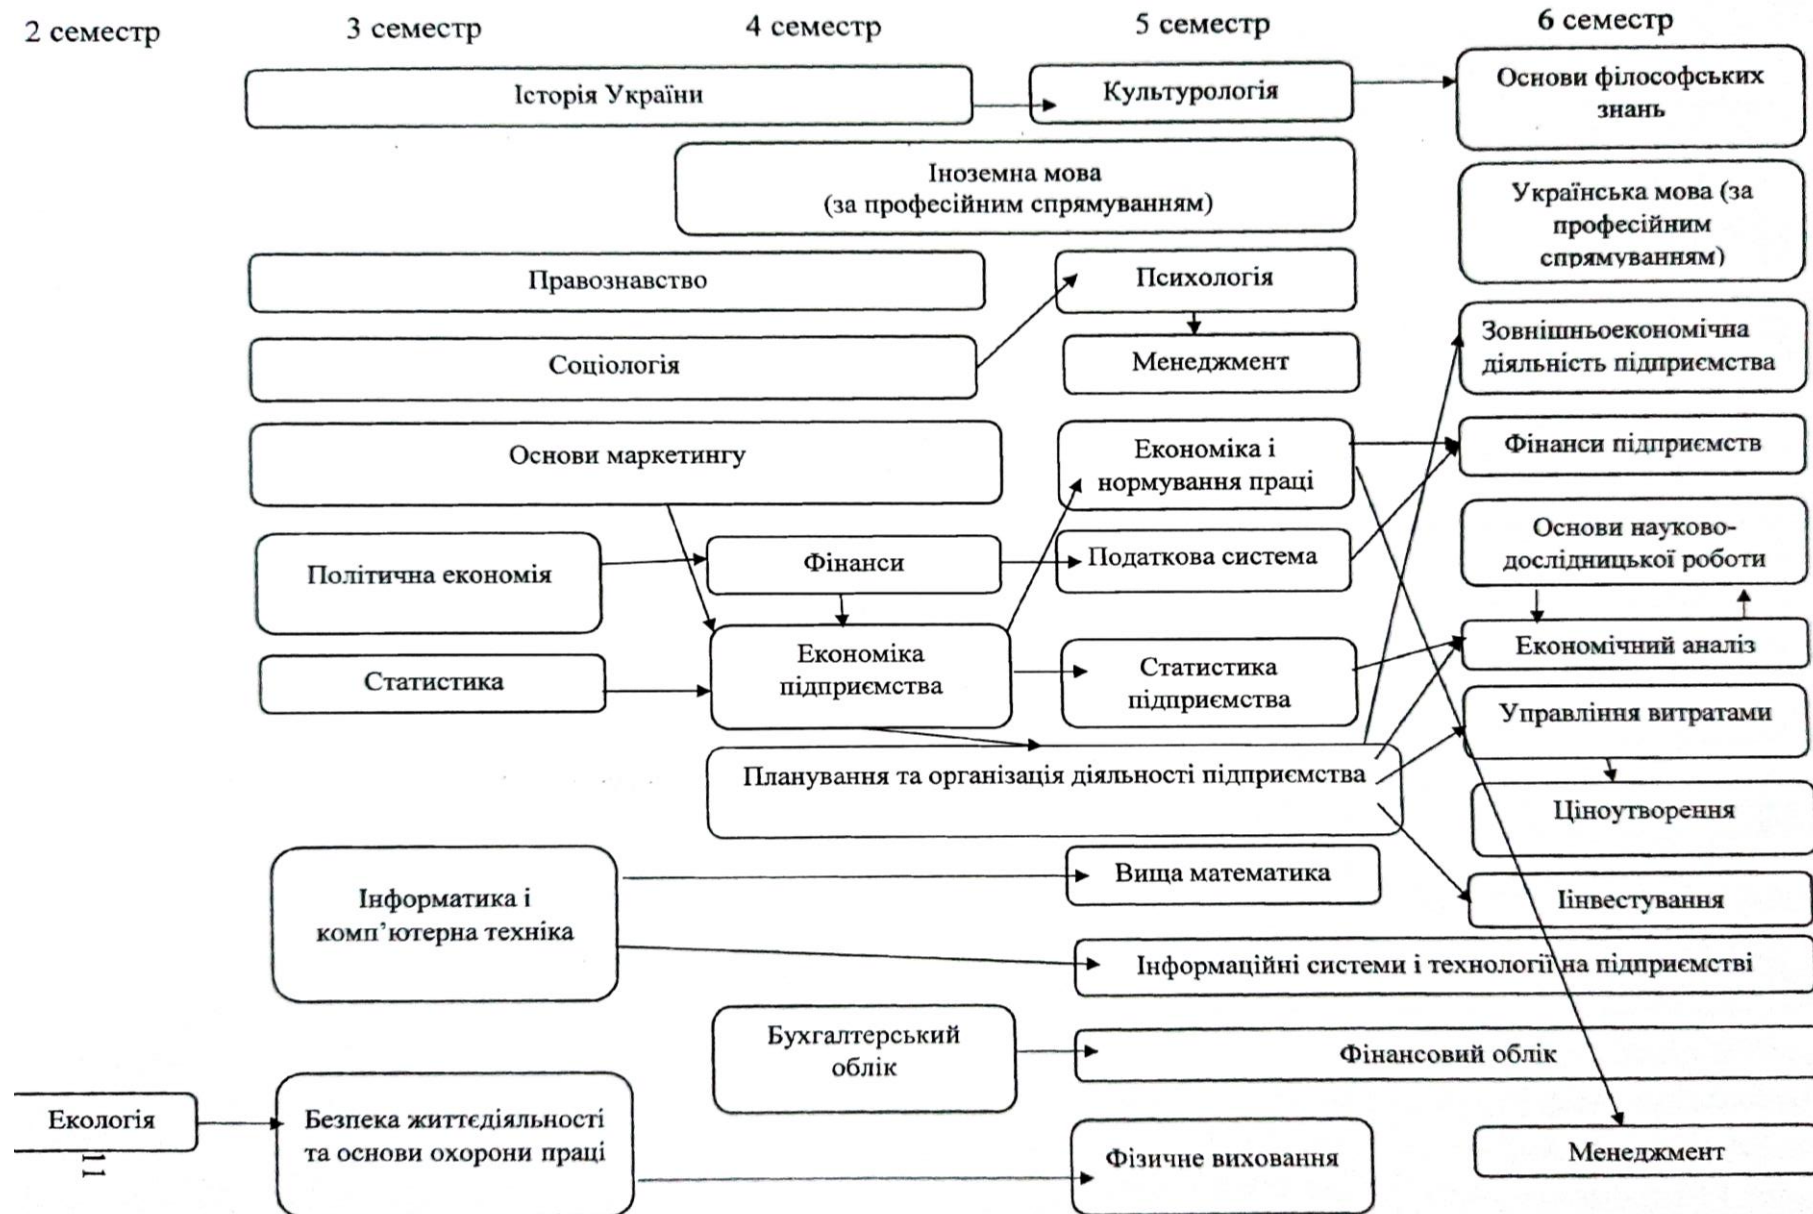 2 семестр
3 семестр
4 семестр
5 семестр
6 семестр
Історія України
Культурологія
Основи філософських
знань
Іноземна мова
(за професійним спрямуванням)
Українська мова (за
професійним
спрямуванням)
Правознавство
Психологія
Соціологія
Менеджмент
Зовнішньоекономічна
діяльність підприємства
Основи маркетингу
Економіка і
нормування праці
Фінанси підприємств
Політична економія
Фінанси
Податкова система
Основи науково-
дослідницької роботи
Статистика
Економіка
підприємства
Статистика
підприємства
Економічний аналіз
Управління витратами
Планування та організація діяльності підприємства
Ціноутворення
Інформатика і
комп’ютерна техніка
Вища математика
Іінвестування
Інформаційні системи і технології на підприємстві
Бухгалтерський
облік
Фінансовий облік
Екологія
Безпека життєдіяльності
та основи охорони праці
Фізичне виховання
Менеджмент
11